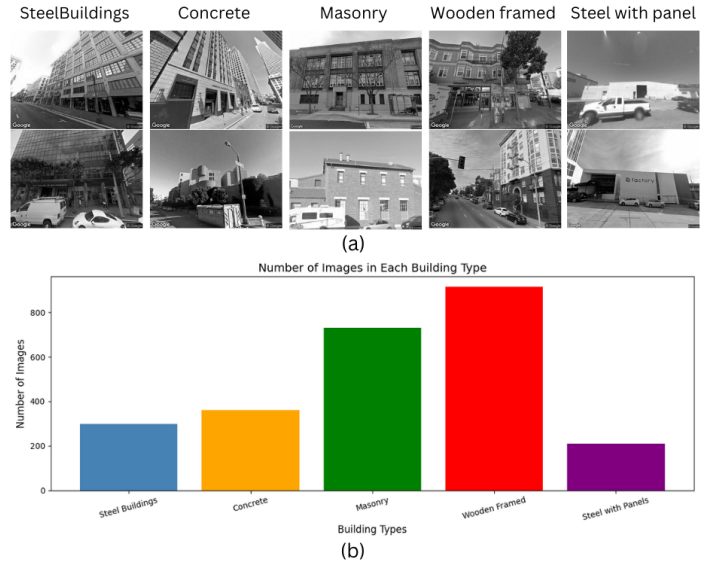 SteelBuildings Concrete Masonry Wooden framed Steel with panel
Google Google Google Google Google
Google Google Google Google Google
factory
(a)
Number of Images in Each Building Type
Number of Images
800
600
400
200
0
Steel Buildings Concrete Masonry Wooden Framed Steel with Panels
Building Types
(b)